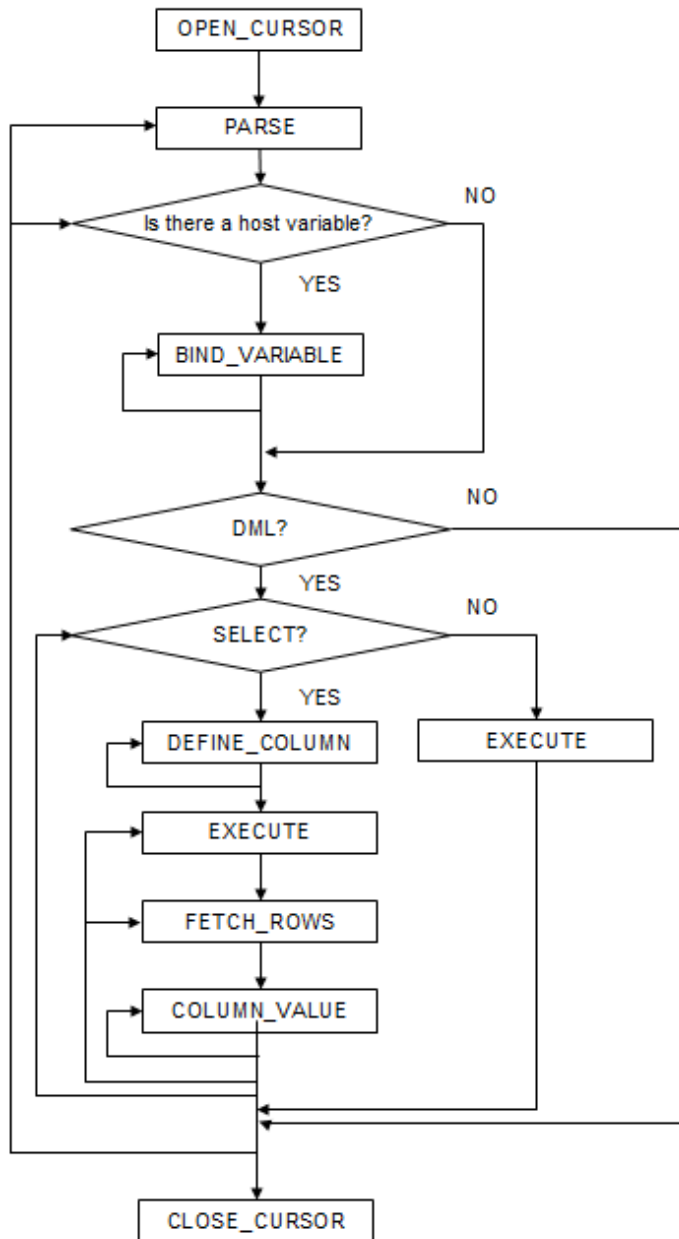 OPEN_CURSOR
PARSE
NO
Is there a host variable?
YES
BIND_VARIABLE
NO
DML?
YES
NO
SELECT?
YES
DEFINE_COLUMN
EXECUTE
EXECUTE
FETCH_ROWS
COLUMN_VALUE
CLOSE_CURSOR